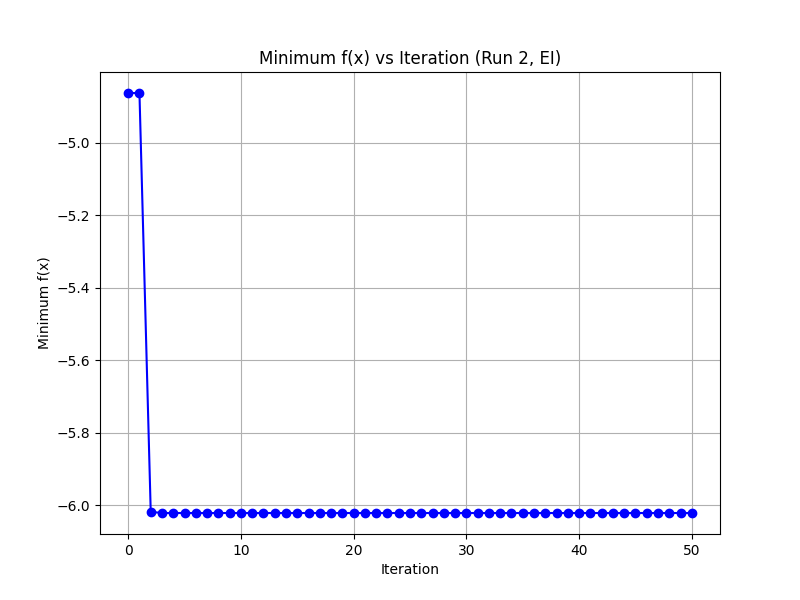 Minimum f(x) vs Iteration (Run 2, EI)
Minimum f(x)
−5.0
−5.2
−5.4
−5.6
−5.8
−6.0
0 10 20 30 40 50
Iteration